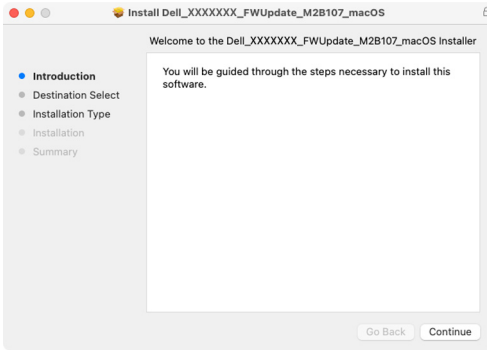 Install Dell_XXXXXXX_FWUpdate_M2B107_macOS
Welcome to the Dell_XXXXXXX_FWUpdate_M2B107_macOS Installer
Introduction
Destination Select
Installation Type
Installation
Summary
You will be guided through the steps necessary to install this
software.
Go Back
Continue